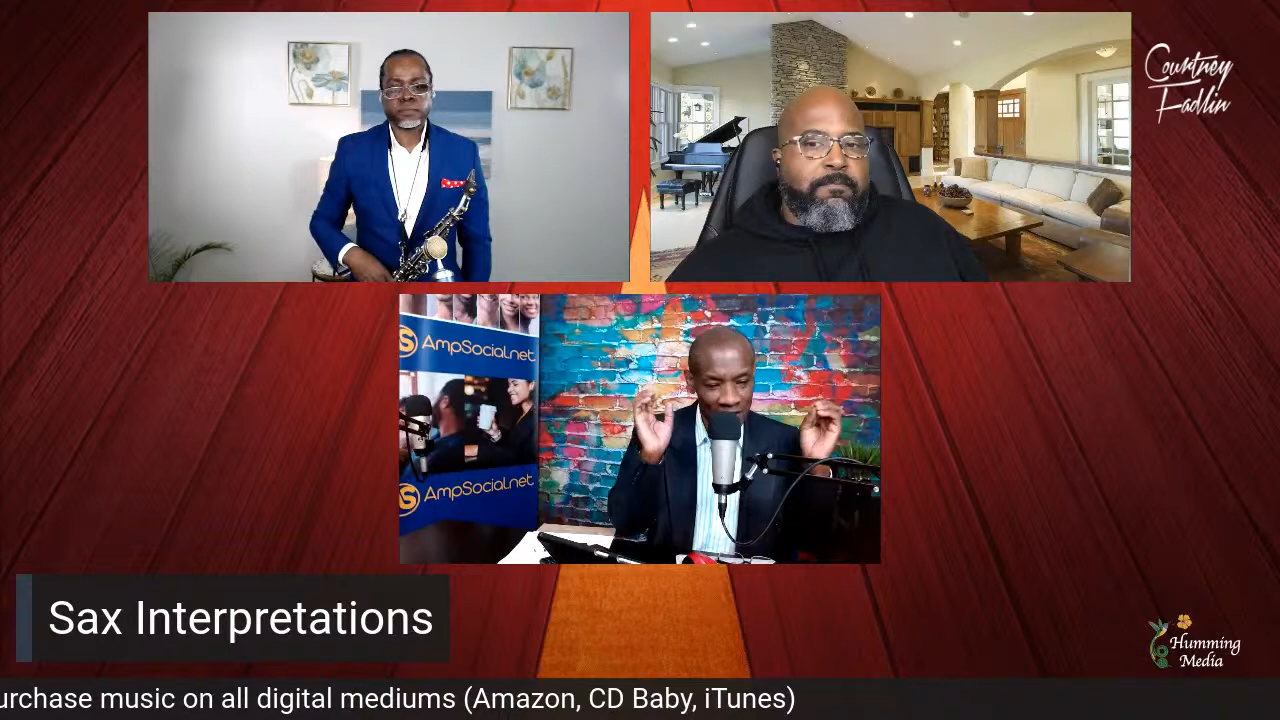 Courtney
Fadlin
AmpSocial.net
AmpSocial.net
Sax Interpretations
Humming
Media
urchase music on all digital mediums (Amazon, CD Baby, iTunes)